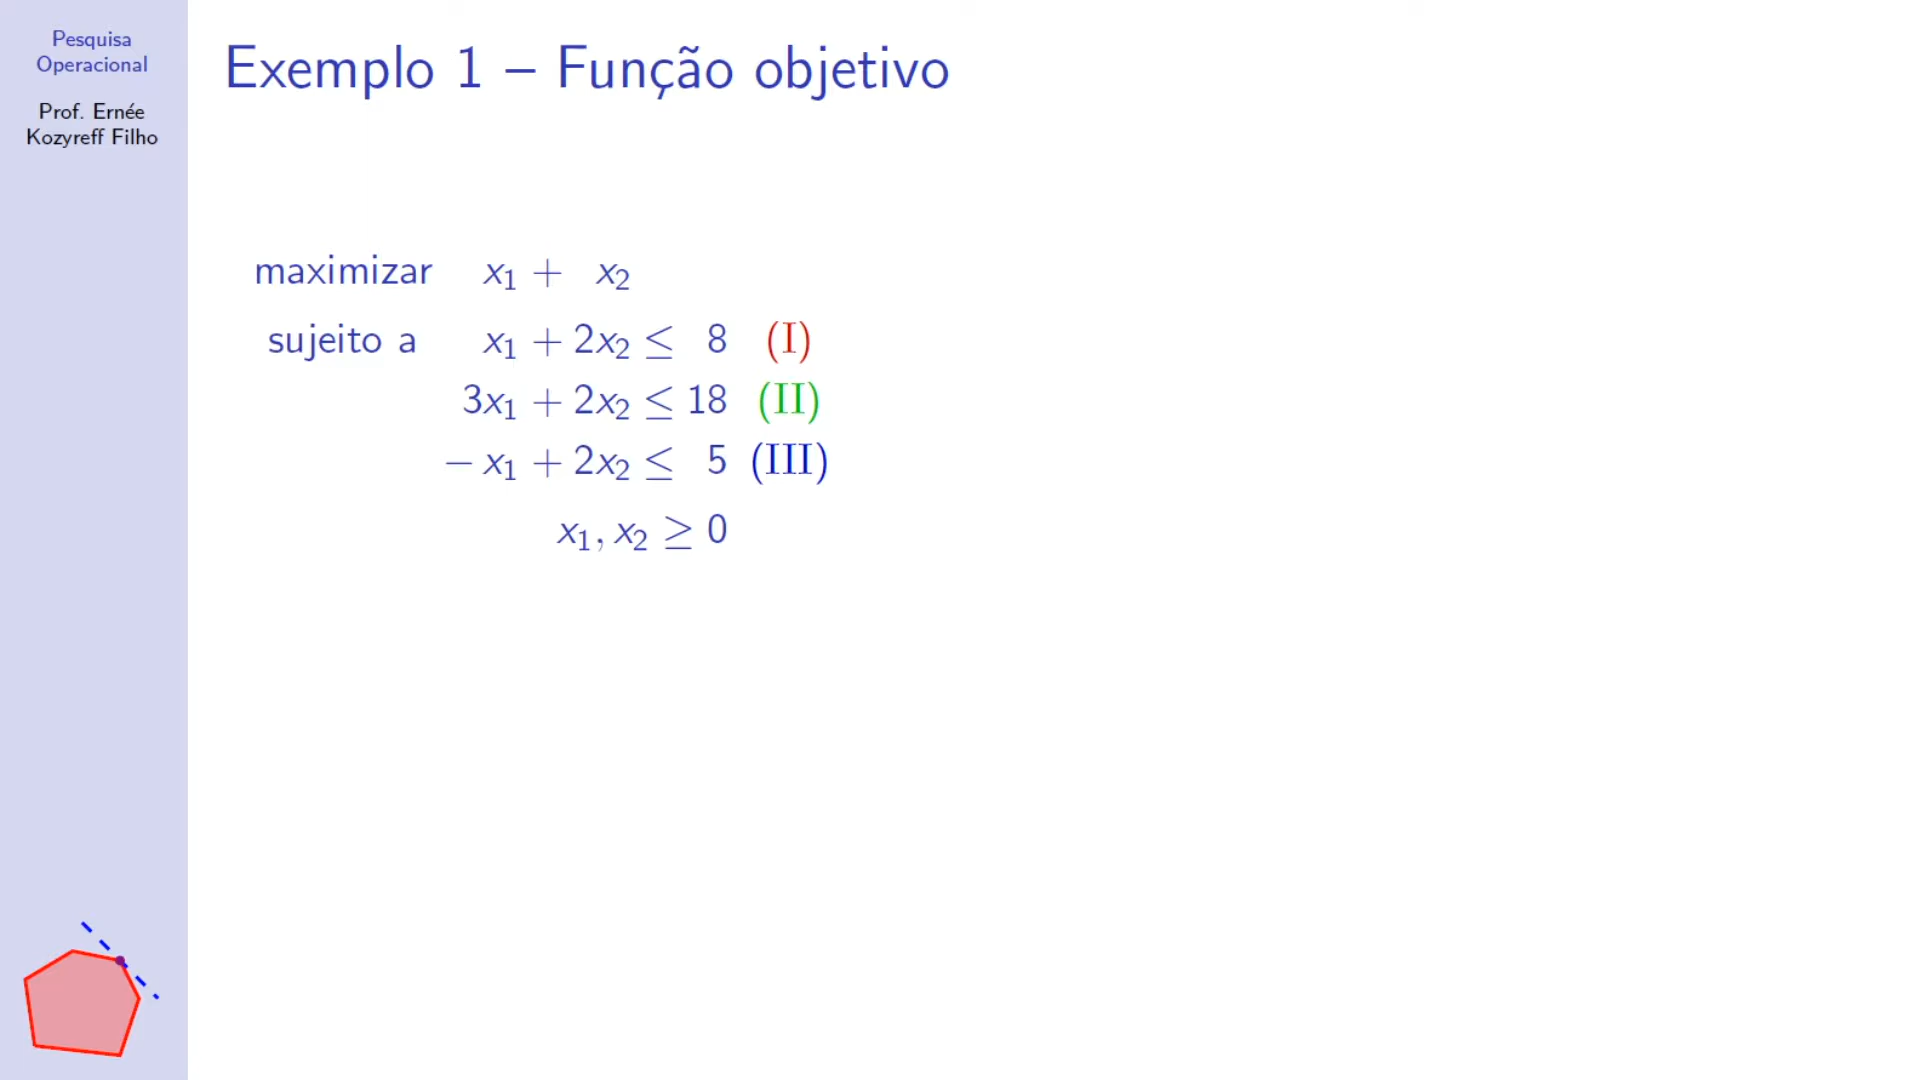 Pesquisa
Operacional
Prof. Ernée
Kozyreff Filho
Exemplo 1 – Função objetivo
maximizar x₁ + x₂
sujeito a x₁ + 2x₂ ≤ 8 (I)
3x₁ + 2x₂ ≤ 18 (II)
− x₁ + 2x₂ ≤ 5 (III)
x₁, x₂ ≥ 0